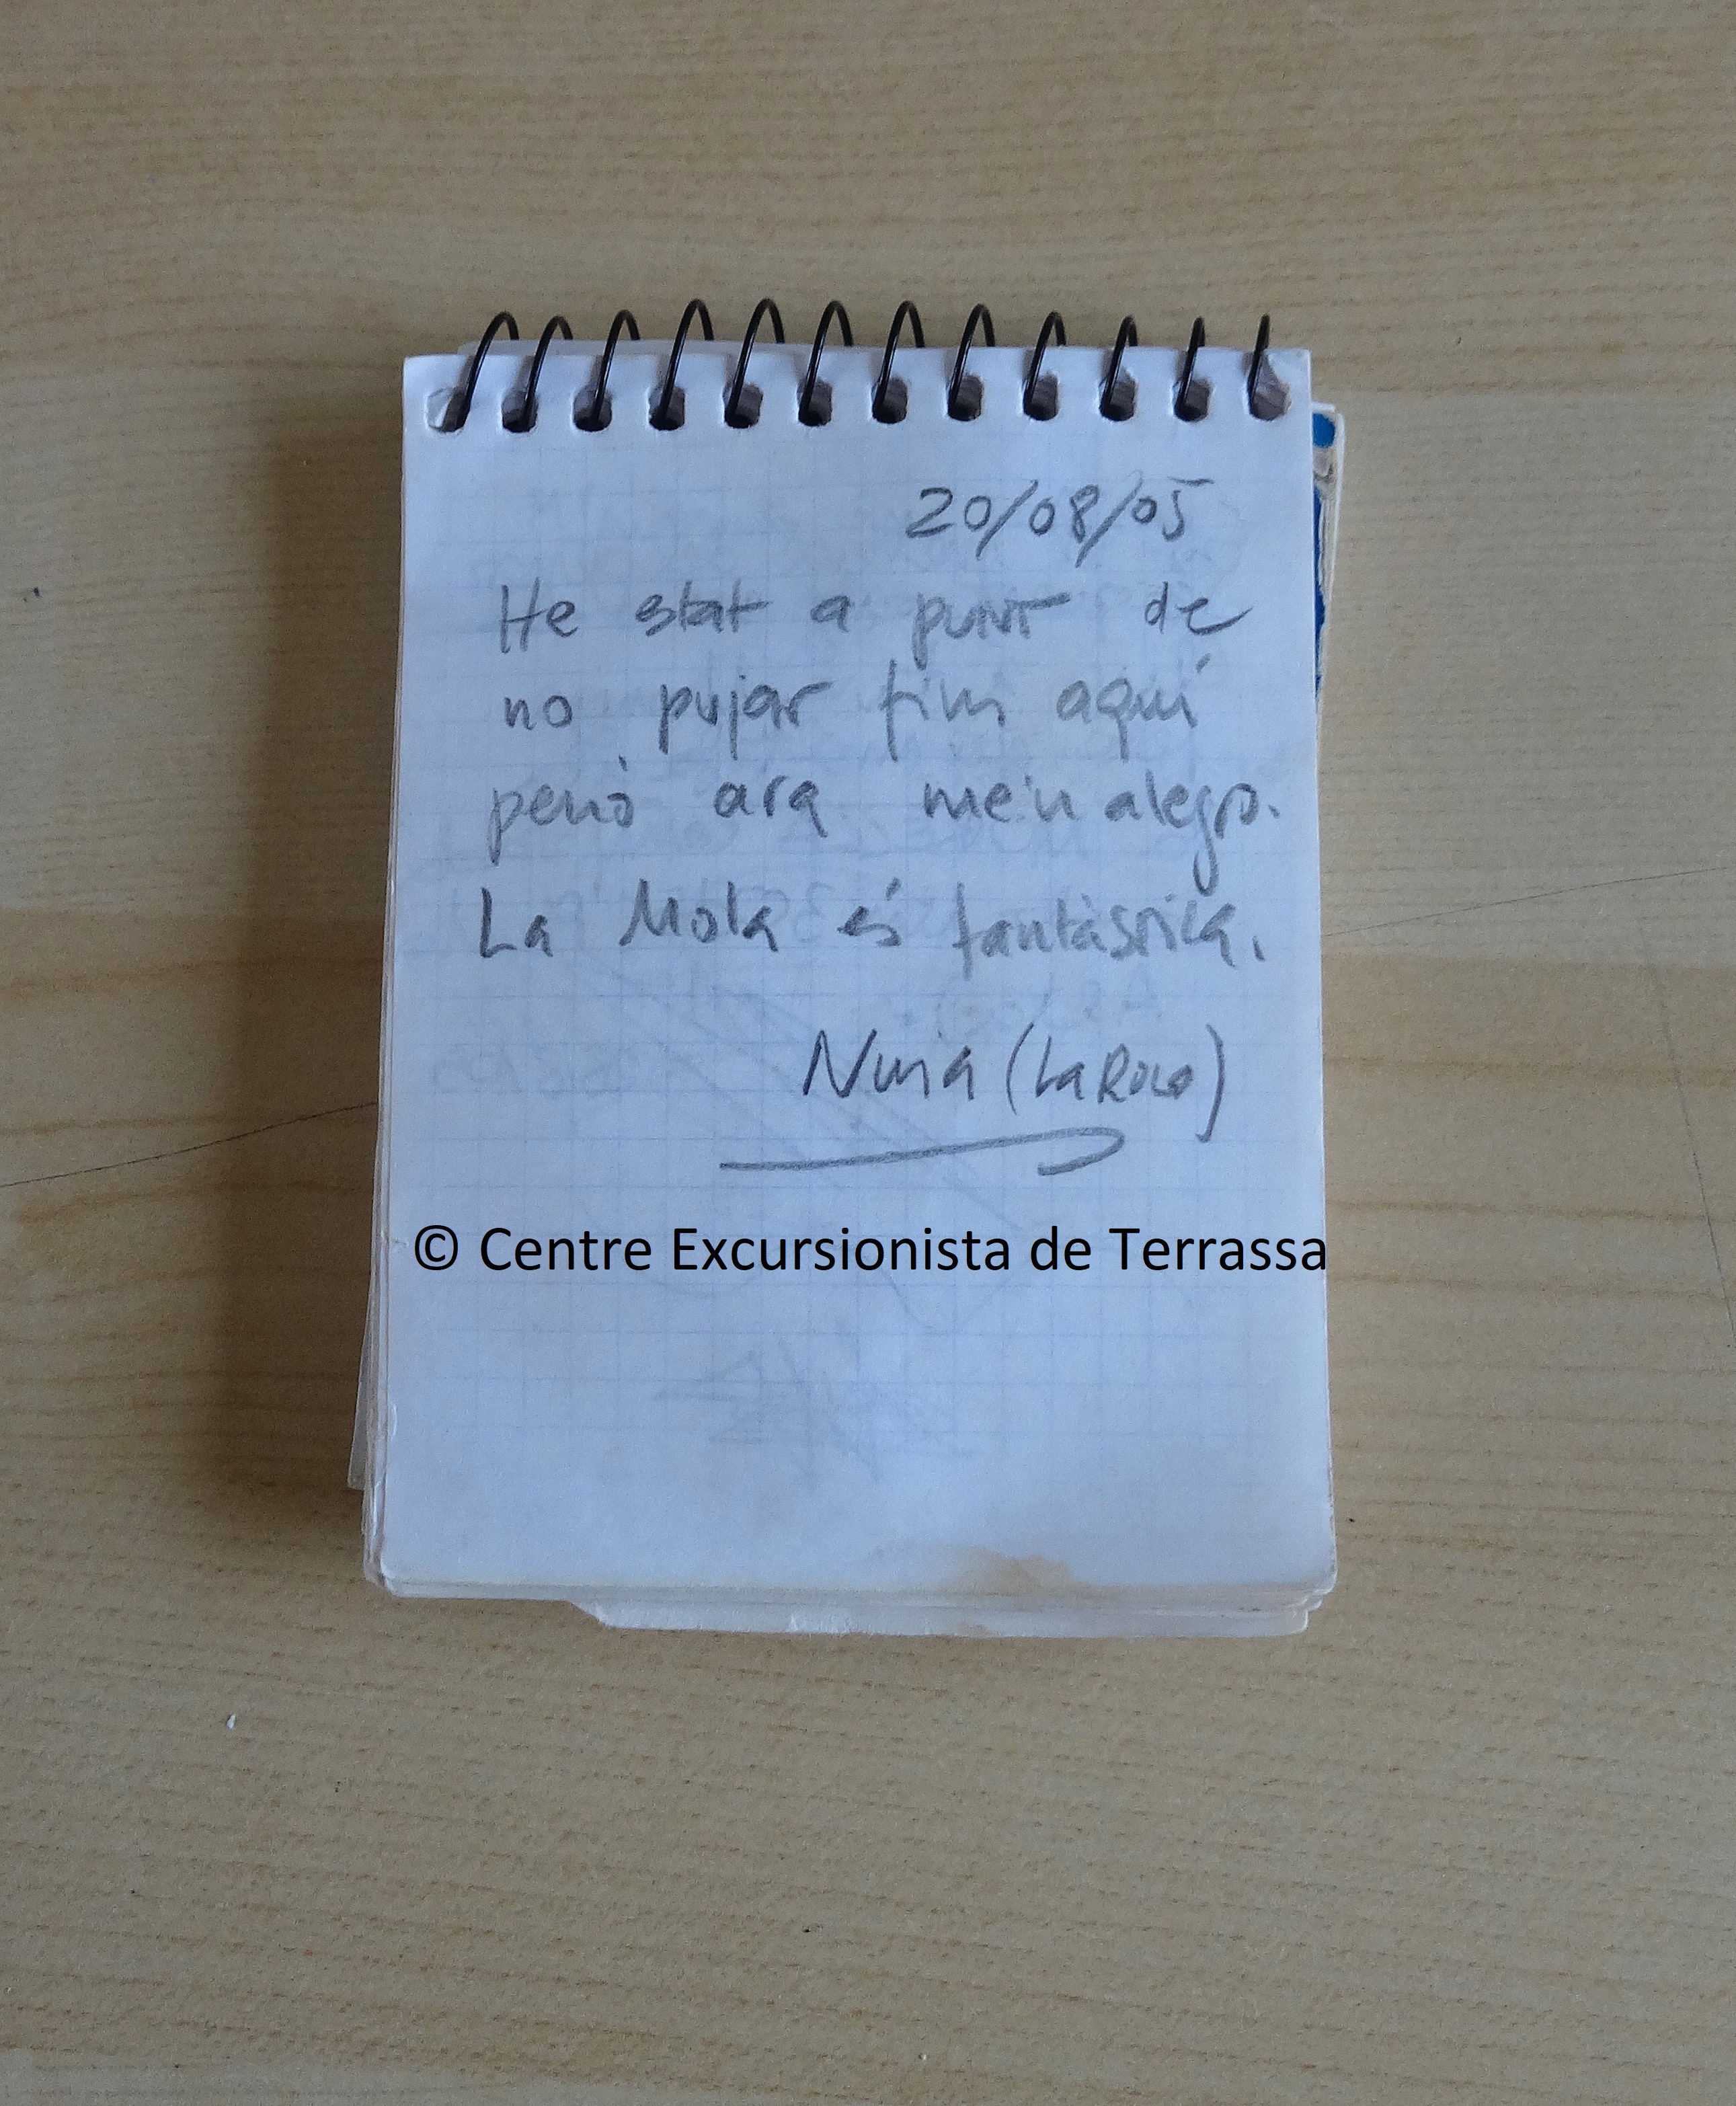 20/08/05
He estat a punt de
no pujar fins aquí
però ara me'n alegro.
La Mola és fantàstica.
Núria (La Roca)
© Centre Excursionista de Terrassa